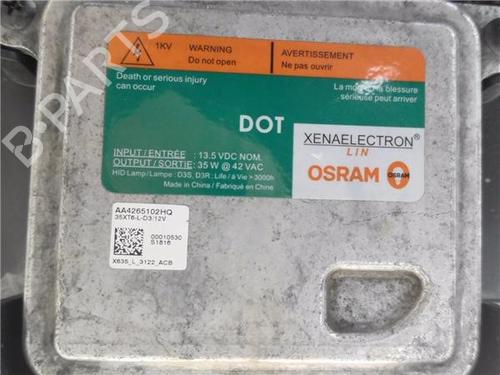 1KV
WARNING
Do not open
AVERTISSEMENT
Ne pas ouvrir
Death or serious injury
can occur
La mort ou la blessure
sérieuse peut arriver
DOT
XENAELECTRON®
LIN
OSRAM
INPUT / ENTRÉE : 13.5 VDC NOM.
OUTPUT / SORTIE: 35 W @ 42 VAC
HID Lamp / Lampe : D3S, D3R ; Life / à Vie > 3000h
Made in China / Fabriqué en Chine
AA4265102HQ
35XT6-L-D3/12V
00010530
S1816
X635_L_3122_ACB
B-PARTS